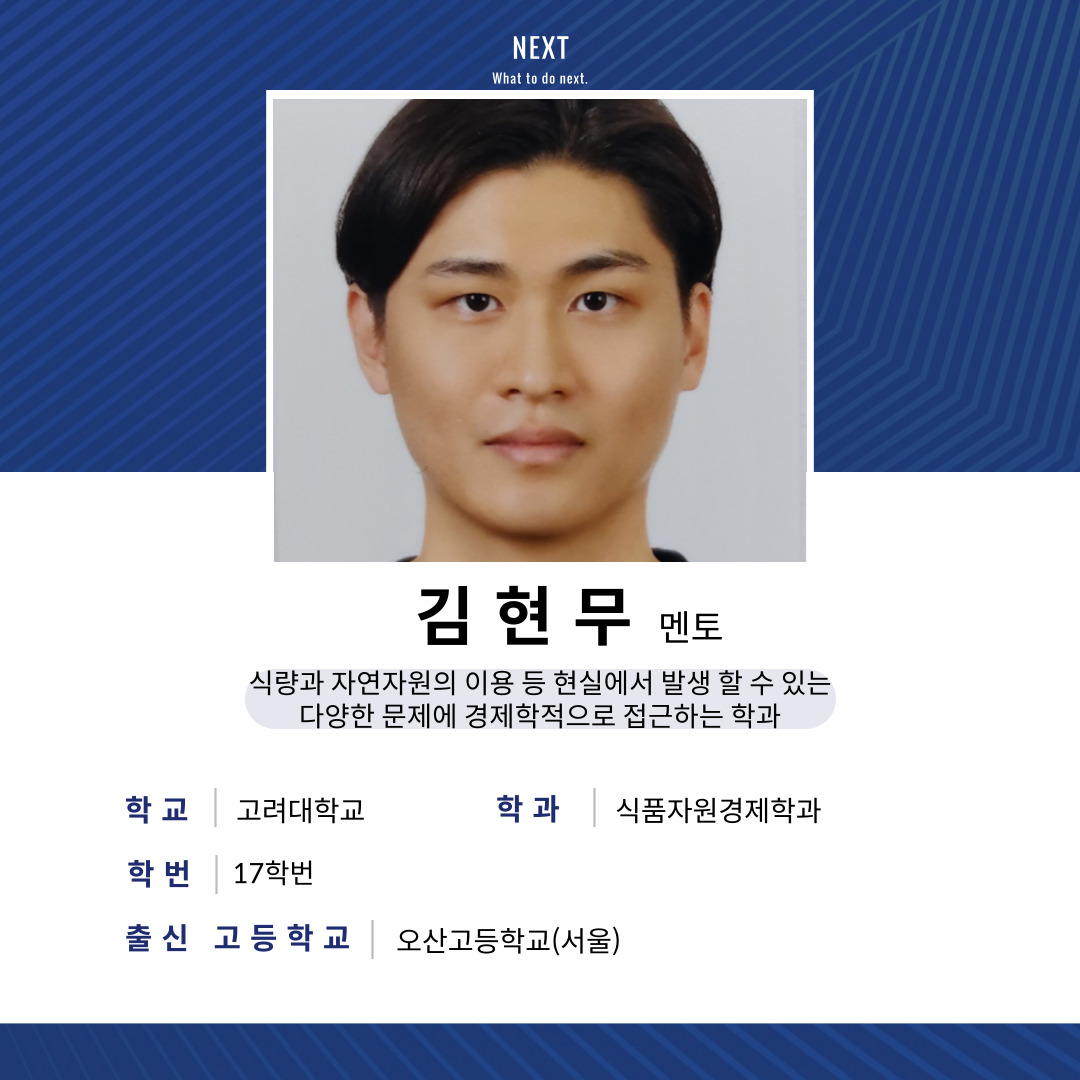 NEXT
What to do next.
김현무 멘토
식량과 자연자원의 이용 등 현실에서 발생 할 수 있는
다양한 문제에 경제학적으로 접근하는 학과
학교 고려대학교 학과 식품자원경제학과
학번 17학번
출신 고등학교 오산고등학교(서울)